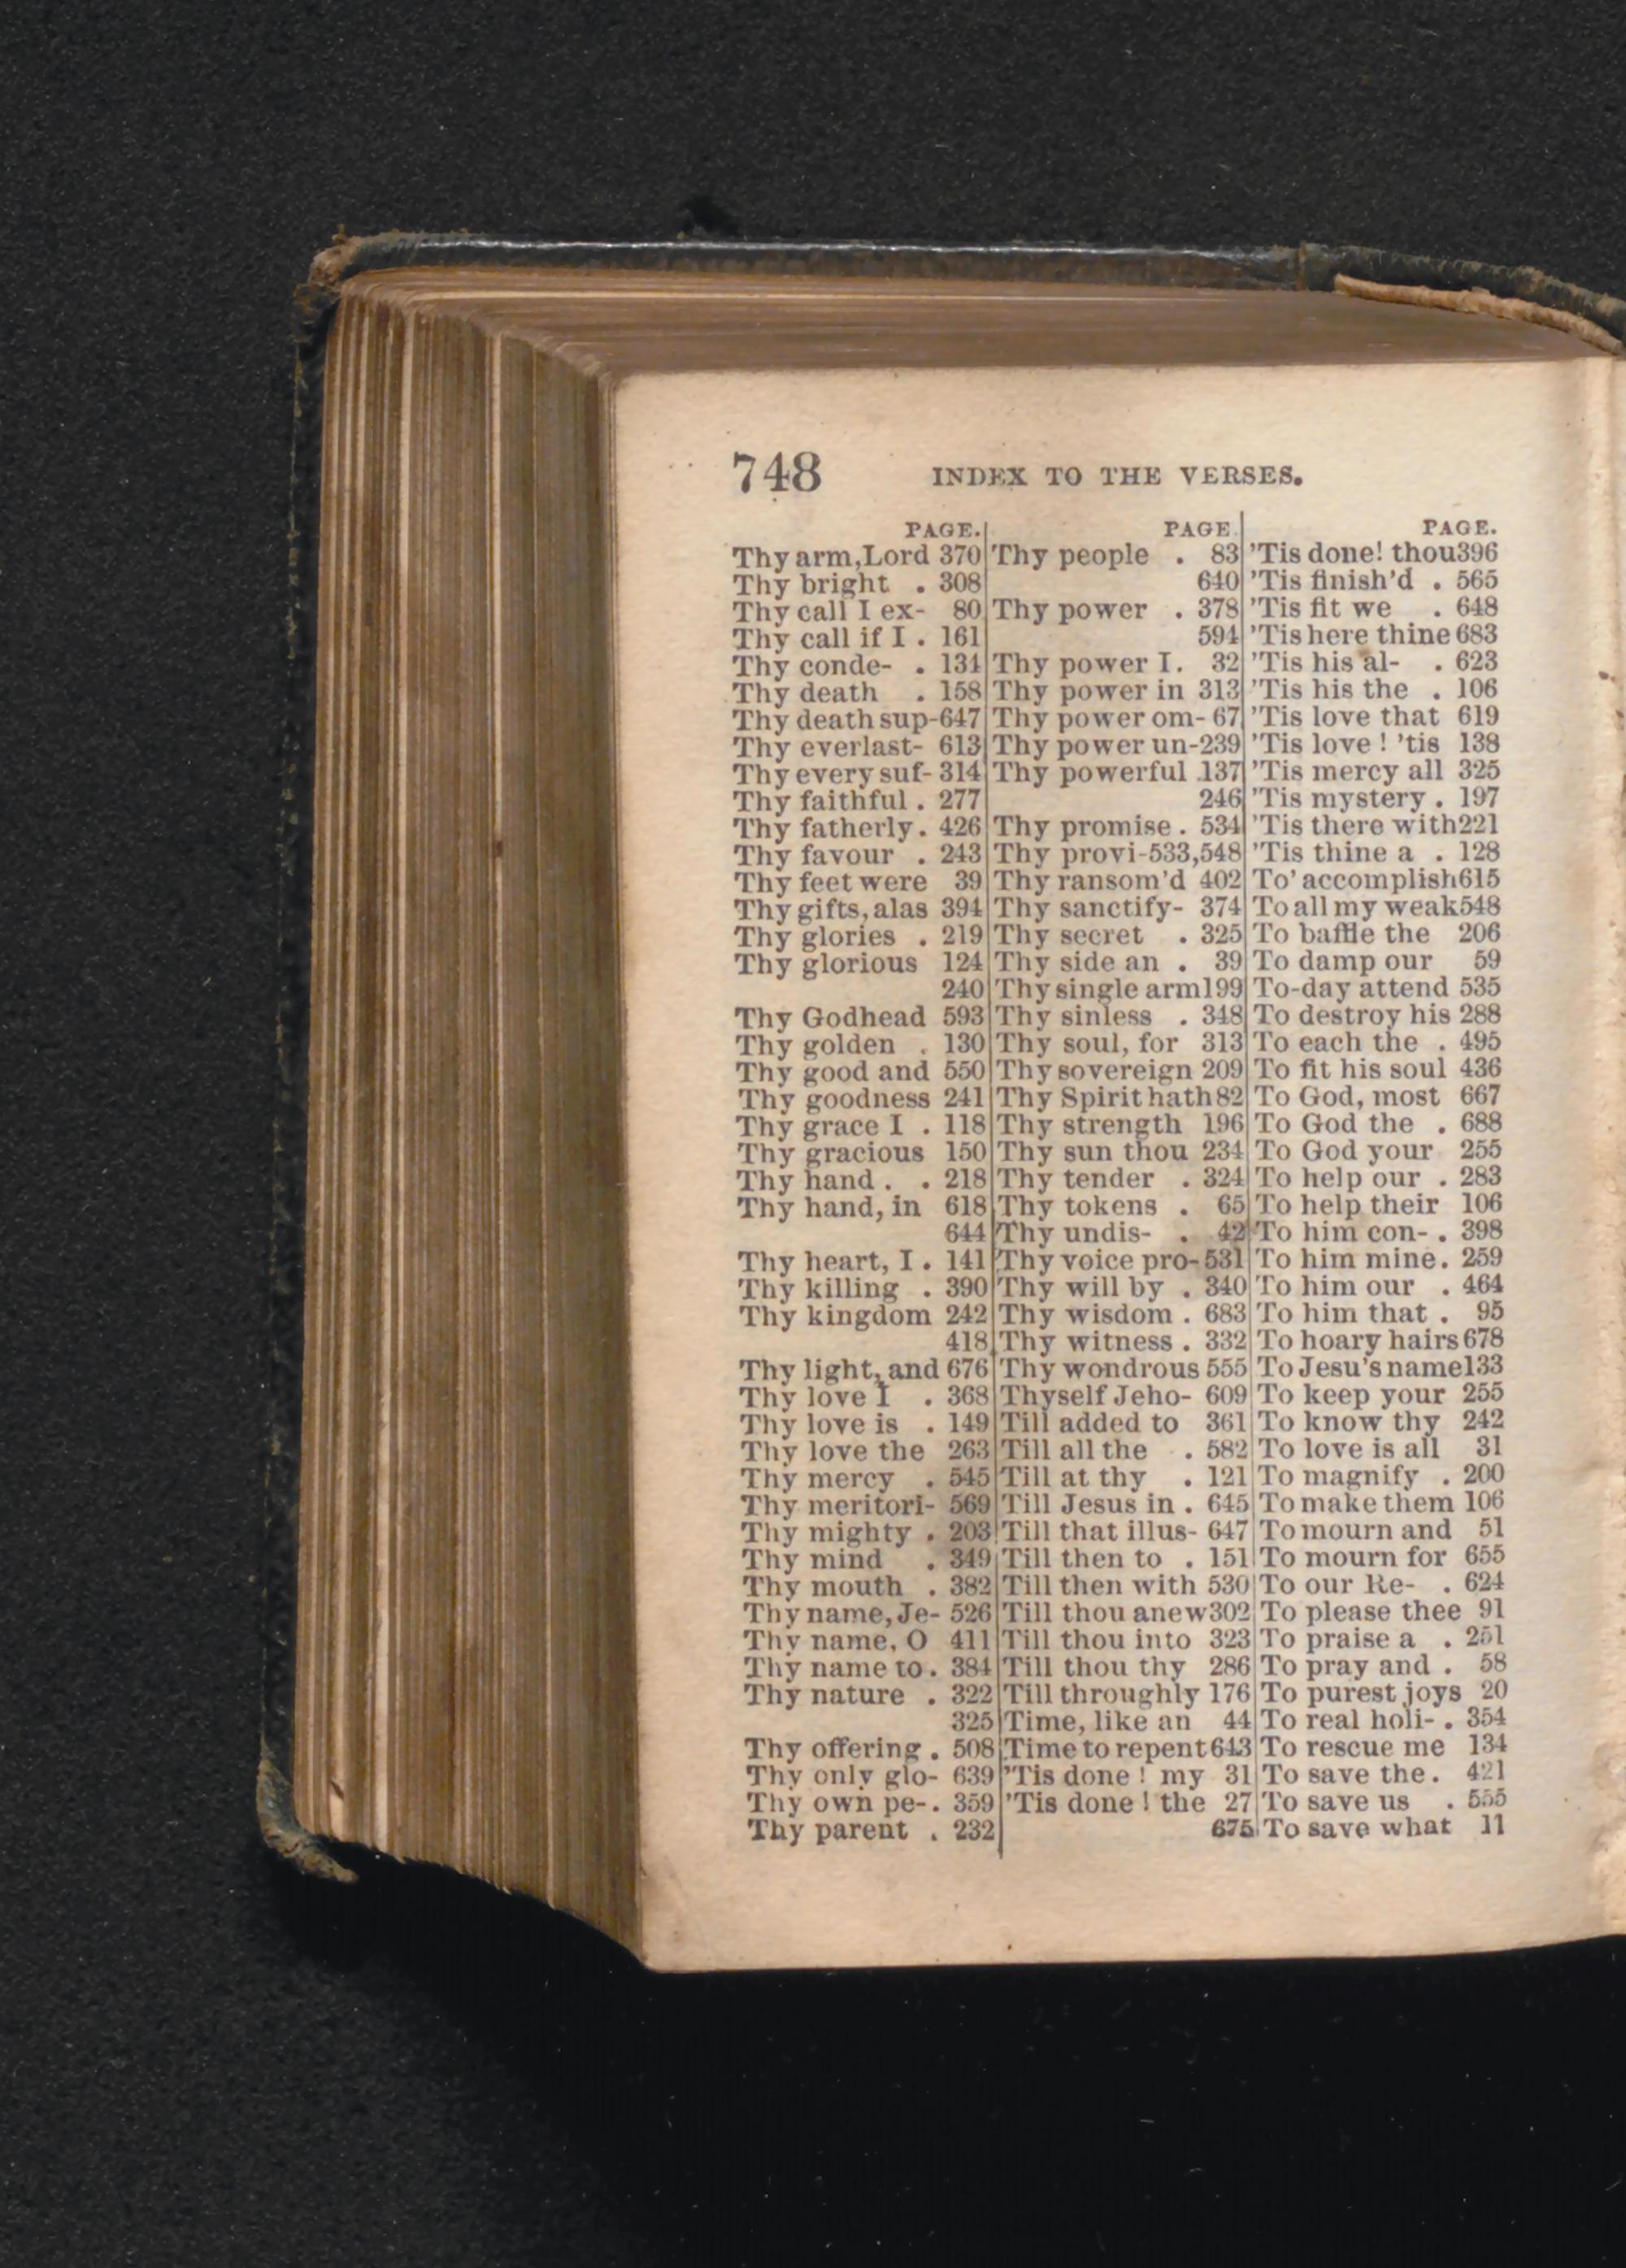 748 INDEX TO THE VERSES.
PAGE.
Thy arm, Lord 370
Thy bright . 308
Thy call I ex- 80
Thy call if I . 161
Thy conde- . 134
Thy death . 158
Thy death sup- 647
Thy everlast- 613
Thy every suf- 314
Thy faithful . 277
Thy fatherly . 426
Thy favour . 243
Thy feet were 39
Thy gifts, alas 394
Thy glories . 219
Thy glorious 124
240
Thy Godhead 593
Thy golden . 130
Thy good and 550
Thy goodness 241
Thy grace I . 118
Thy gracious 150
Thy hand . . 218
Thy hand, in 618
644
Thy heart, I . 141
Thy killing . 390
Thy kingdom 242
418
Thy light, and 676
Thy love I . 368
Thy love is . 149
Thy love the 263
Thy mercy . 545
Thy meritori- 569
Thy mighty . 203
Thy mind . 349
Thy mouth . 382
Thy name, Je- 526
Thy name, O 411
Thy name to . 384
Thy nature . 322
325
Thy offering . 508
Thy only glo- 639
Thy own pe- . 359
Thy parent . 232
PAGE.
Thy people . 83
640
Thy power . 378
594
Thy power I . 32
Thy power in 313
Thy power om- 67
Thy power un- 239
Thy powerful . 137
246
Thy promise . 534
Thy provi- 533,548
Thy ransom'd 402
Thy sanctify- 374
Thy secret . 325
Thy side an . 39
Thy single arm 199
Thy sinless . 348
Thy soul, for 313
Thy sovereign 209
Thy Spirit hath 82
Thy strength 196
Thy sun thou 234
Thy tender . 324
Thy tokens . 65
Thy undis- . 42
Thy voice pro- 531
Thy will by . 340
Thy wisdom . 683
Thy witness . 332
Thy wondrous 555
Thyself Jeho- 609
Till added to 361
Till all the . 582
Till at thy . 121
Till Jesus in . 645
Till that illus- 647
Till then to . 151
Till then with 530
Till thou anew 302
Till thou into 323
Till thou thy 286
Till throughly 176
Time, like an 44
Time to repent 643
'Tis done ! my 31
'Tis done ! the 27
675
PAGE.
'Tis done! thou 396
'Tis finish'd . 565
'Tis fit we . 648
'Tis here thine 683
'Tis his al- . 623
'Tis his the . 106
'Tis love that 619
'Tis love ! 'tis 138
'Tis mercy all 325
'Tis mystery . 197
'Tis there with 221
'Tis thine a . 128
To' accomplish 615
To all my weak 548
To baffle the 206
To damp our 59
To-day attend 535
To destroy his 288
To each the . 495
To fit his soul 436
To God, most 667
To God the . 688
To God your 255
To help our . 283
To help their 106
To him con- . 398
To him mine . 259
To him our . 464
To him that . 95
To hoary hairs 678
To Jesu's name 133
To keep your 255
To know thy 242
To love is all 31
To magnify . 200
To make them 106
To mourn and 51
To mourn for 655
To our Re- . 624
To please thee 91
To praise a . 251
To pray and . 58
To purest joys 20
To real holi- . 354
To rescue me 134
To save the . 421
To save us . 555
To save what 11